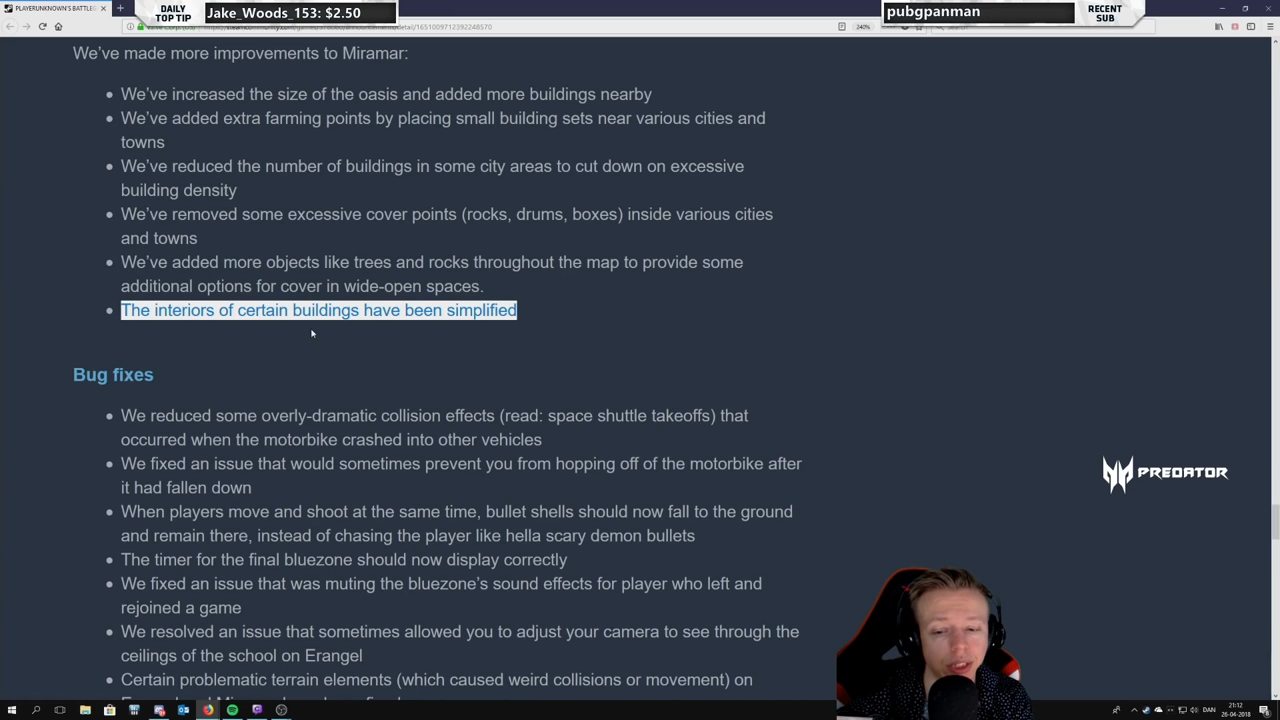 DAILY TOP TIP
Jake_Woods_153: $2.50
pubgpanman
RECENT SUB
PLAYERUNKNOWN'S BATTLEG
240%
We've made more improvements to Miramar:
• We've increased the size of the oasis and added more buildings nearby
• We've added extra farming points by placing small building sets near various cities and
towns
• We've reduced the number of buildings in some city areas to cut down on excessive
building density
• We've removed some excessive cover points (rocks, drums, boxes) inside various cities
and towns
• We've added more objects like trees and rocks throughout the map to provide some
additional options for cover in wide-open spaces.
• The interiors of certain buildings have been simplified
Bug fixes
• We reduced some overly-dramatic collision effects (read: space shuttle takeoffs) that
occurred when the motorbike crashed into other vehicles
• We fixed an issue that would sometimes prevent you from hopping off of the motorbike after
it had fallen down
• When players move and shoot at the same time, bullet shells should now fall to the ground
and remain there, instead of chasing the player like hella scary demon bullets
• The timer for the final bluezone should now display correctly
• We fixed an issue that was muting the bluezone's sound effects for player who left and
rejoined a game
• We resolved an issue that sometimes allowed you to adjust your camera to see through the
ceilings of the school on Erangel
• Certain problematic terrain elements (which caused weird collisions or movement) on
PREDATOR
DAN
21:12
26-04-2018